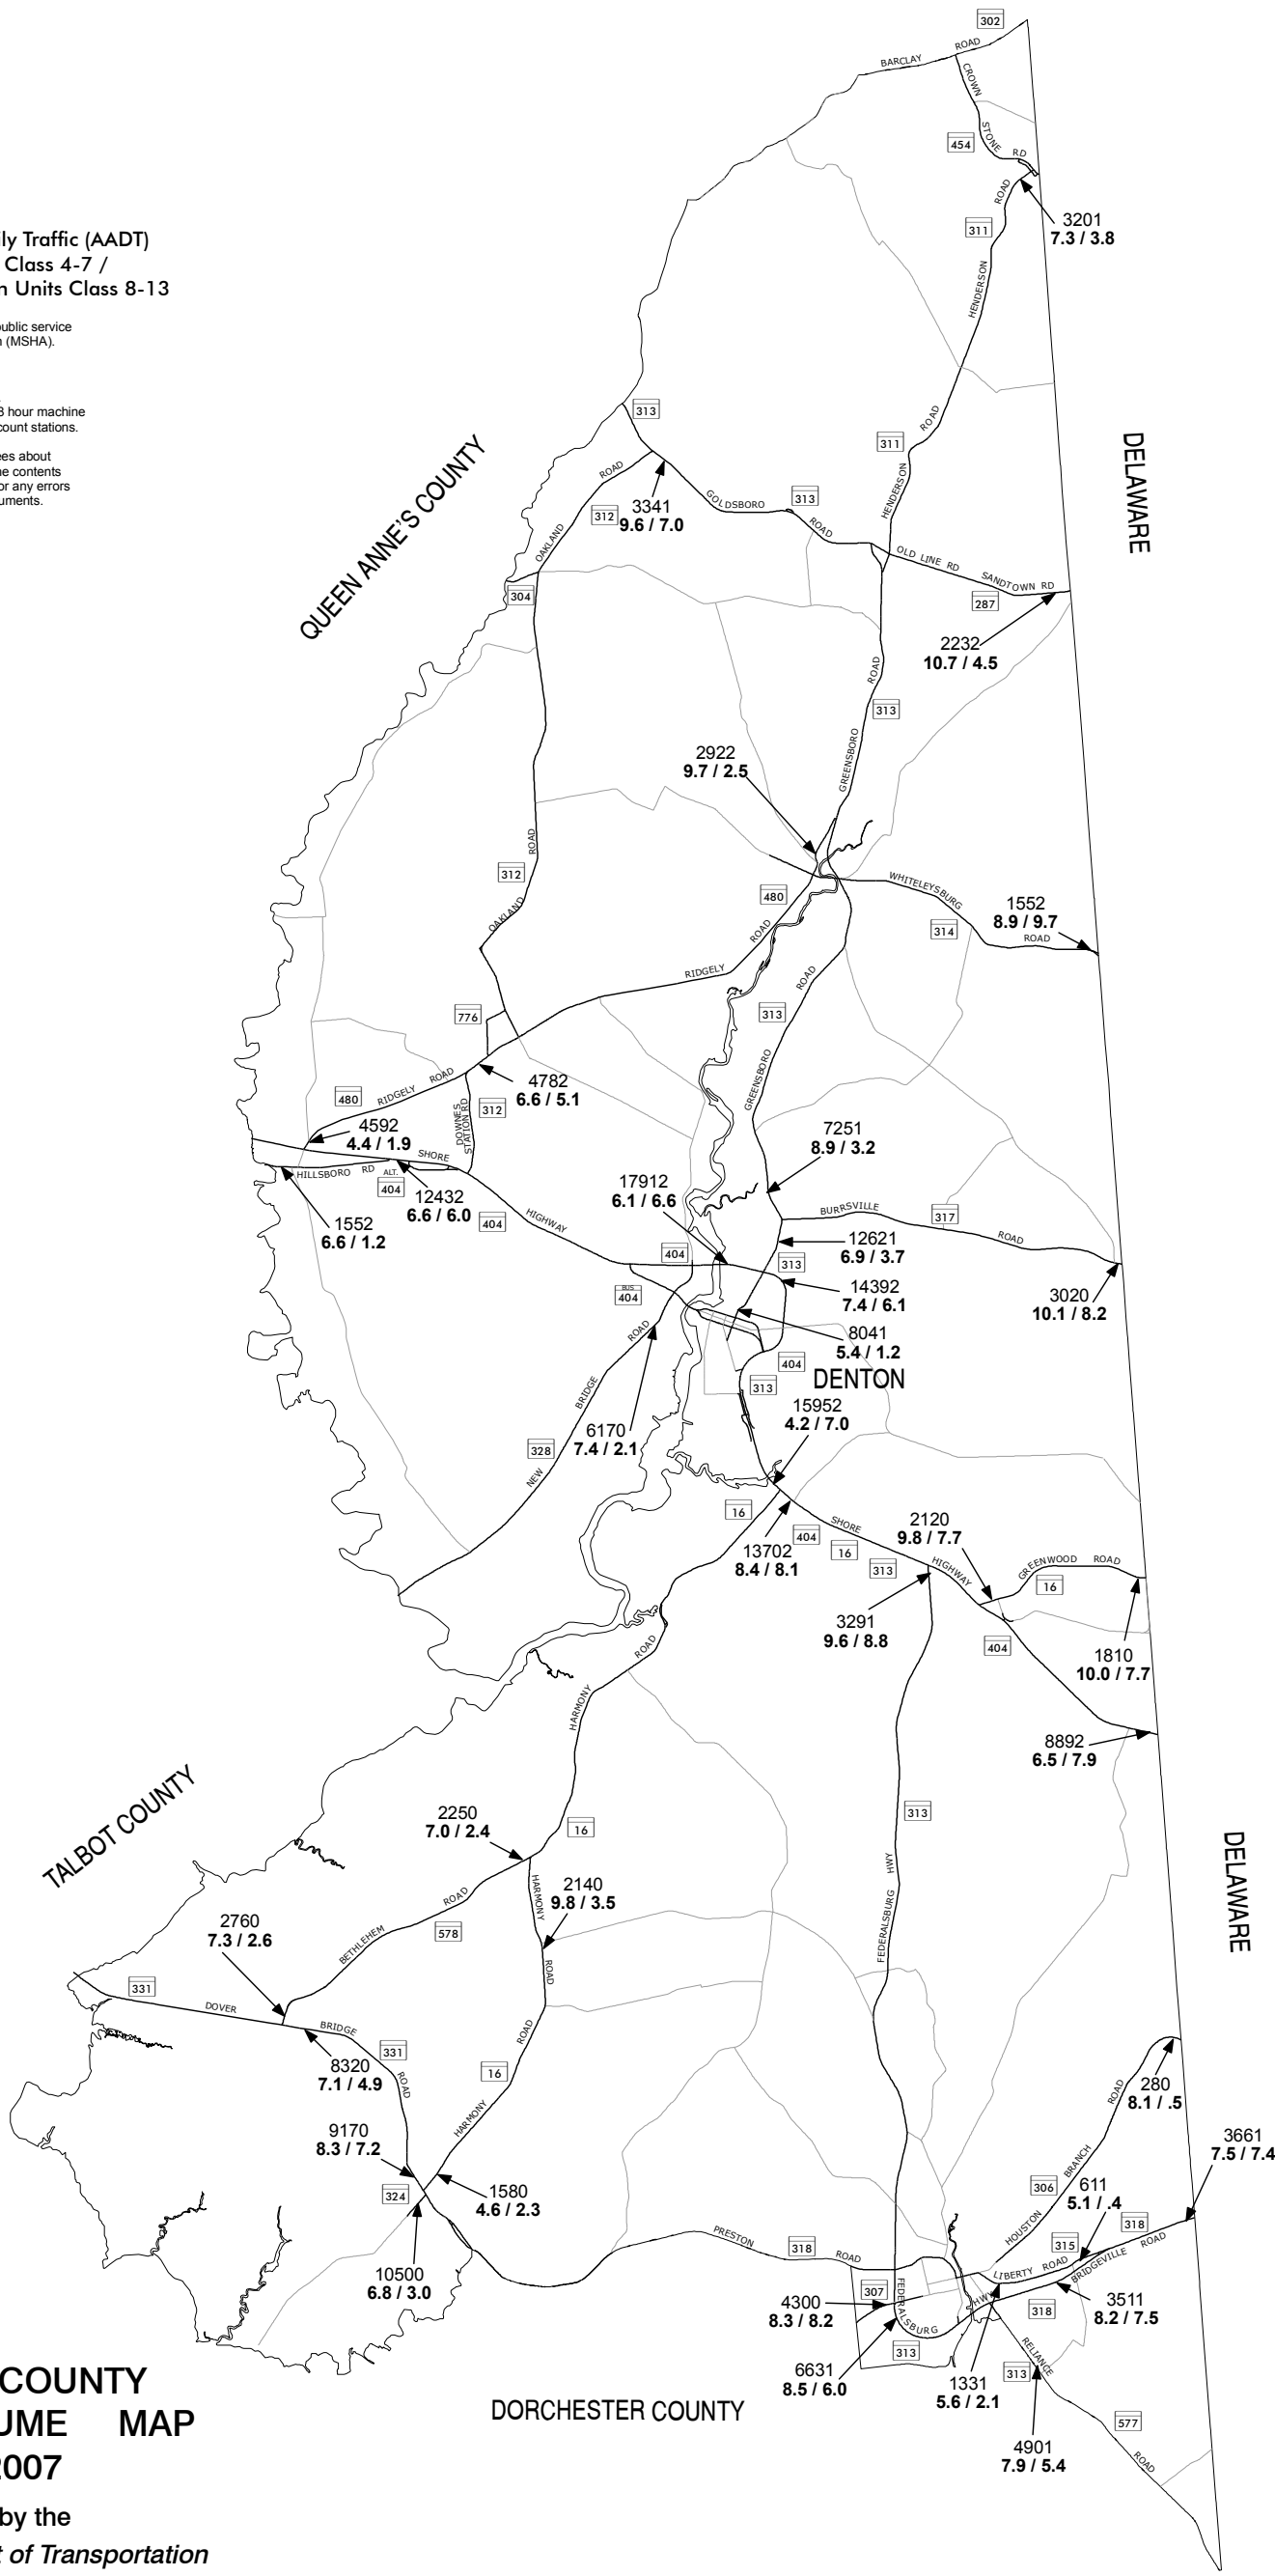 302
BARCLAY ROAD
CROWN STONE RD
454
3201
7.3 / 3.8
311
HENDERSON ROAD
ily Traffic (AADT)
Class 4-7 /
n Units Class 8-13
public service
n (MSHA).
8 hour machine
count stations.
ees about
he contents
or any errors
uments.
313
OAKLAND ROAD
312
3341
9.6 / 7.0
GOLDSBORO ROAD
313
311
HENDERSON ROAD
DELAWARE
QUEEN ANNE'S COUNTY
304
OLD LINE RD
SANDTOWN RD
287
2232
10.7 / 4.5
GREENSBORO ROAD
313
2922
9.7 / 2.5
312
OAKLAND ROAD
480
WHITELEYSBURG ROAD
314
1552
8.9 / 9.7
RIDGELY ROAD
776
313
GREENSBORO ROAD
4782
6.6 / 5.1
480
RIDGELY ROAD
312
DOWNES STATION RD
4592
4.4 / 1.9
SHORE HIGHWAY
HILLSBORO RD
ALT.
404
12432
6.6 / 6.0
404
1552
6.6 / 1.2
7251
8.9 / 3.2
17912
6.1 / 6.6
BURRSVILLE ROAD
317
12621
6.9 / 3.7
404
313
14392
7.4 / 6.1
3020
10.1 / 8.2
BUS.
404
8041
5.4 / 1.2
404
DENTON
313
15952
4.2 / 7.0
6170
7.4 / 2.1
NEW BRIDGE ROAD
328
16
13702
8.4 / 8.1
404
SHORE HIGHWAY
16
313
2120
9.8 / 7.7
GREENWOOD ROAD
16
3291
9.6 / 8.8
404
1810
10.0 / 7.7
8892
6.5 / 7.9
HARMONY ROAD
TALBOT COUNTY
2250
7.0 / 2.4
16
313
FEDERALSBURG HWY
DELAWARE
HARMONY ROAD
2140
9.8 / 3.5
2760
7.3 / 2.6
BETHLEHEM ROAD
578
331
DOVER BRIDGE ROAD
8320
7.1 / 4.9
331
16
HARMONY ROAD
280
8.1 / .5
9170
8.3 / 7.2
324
1580
4.6 / 2.3
3661
7.5 / 7.4
306
HOUSTON BRANCH ROAD
611
5.1 / .4
318
315
LIBERTY ROAD
BRIDGEVILLE ROAD
PRESTON ROAD
318
10500
6.8 / 3.0
307
4300
8.3 / 8.2
FEDERALSBURG HWY
3511
8.2 / 7.5
318
313
6631
8.5 / 6.0
1331
5.6 / 2.1
313
RELIANCE ROAD
577
4901
7.9 / 5.4
DORCHESTER COUNTY
COUNTY
UME MAP
2007
by the
t of Transportation